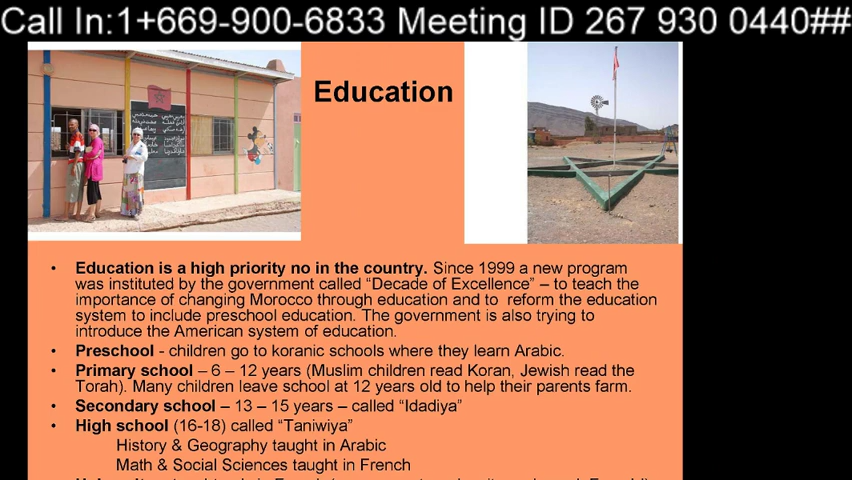 Call In:1+669-900-6833 Meeting ID 267 930 0440##
Education
• Education is a high priority no in the country. Since 1999 a new program
was instituted by the government called “Decade of Excellence” – to teach the
importance of changing Morocco through education and to reform the education
system to include preschool education. The government is also trying to
introduce the American system of education.
• Preschool - children go to koranic schools where they learn Arabic.
• Primary school – 6 – 12 years (Muslim children read Koran, Jewish read the
Torah). Many children leave school at 12 years old to help their parents farm.
• Secondary school – 13 – 15 years – called “Idadiya”
• High school (16-18) called “Taniwiya”
History & Geography taught in Arabic
Math & Social Sciences taught in French